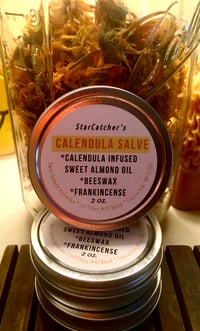 StarCatcher's
CALENDULA SALVE
*CALENDULA INFUSED
SWEET ALMOND OIL
*BEESWAX
*FRANKINCENSE
2 OZ.
SWEET ALMOND OIL
*BEESWAX
*FRANKINCENSE
2 OZ.